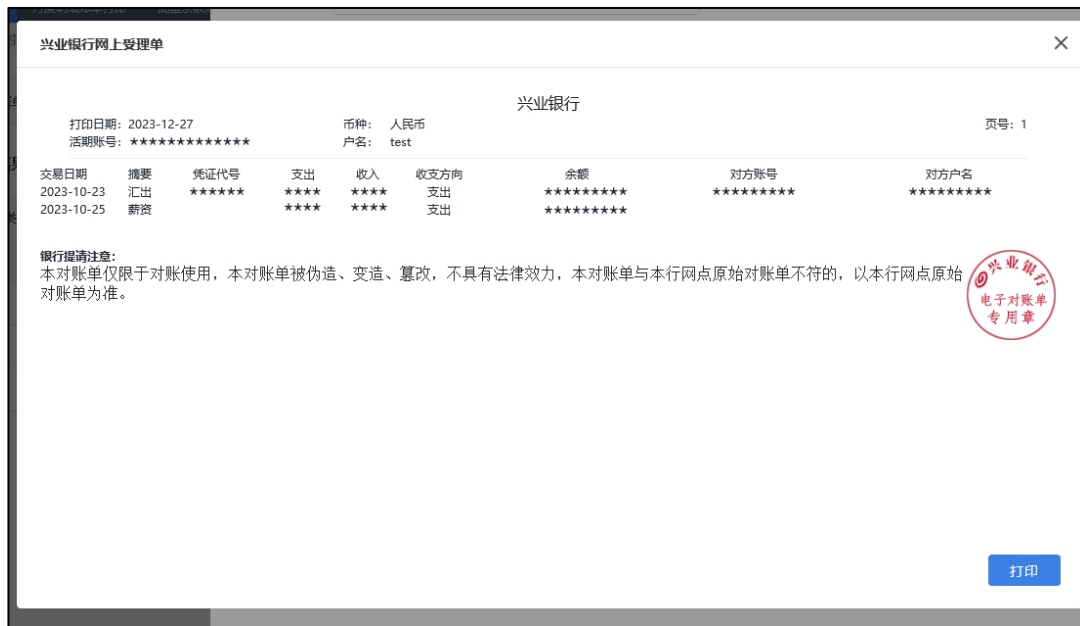 兴业银行网上受理单
兴业银行
打印日期：2023-12-27 币种： 人民币 页号：1
活期账号：************* 户名： test
交易日期 摘要 凭证代号 支出 收入 收支方向 余额 对方账号 对方户名
2023-10-23 汇出 ****** **** **** 支出 ********* ********* *********
2023-10-25 薪资 **** **** 支出 *********
银行提请注意：
本对账单仅限于对账使用，本对账单被伪造、变造、篡改，不具有法律效力，本对账单与本行网点原始对账单不符的，以本行网点原始
对账单为准。
兴业银行
电子对账单
专用章
打印